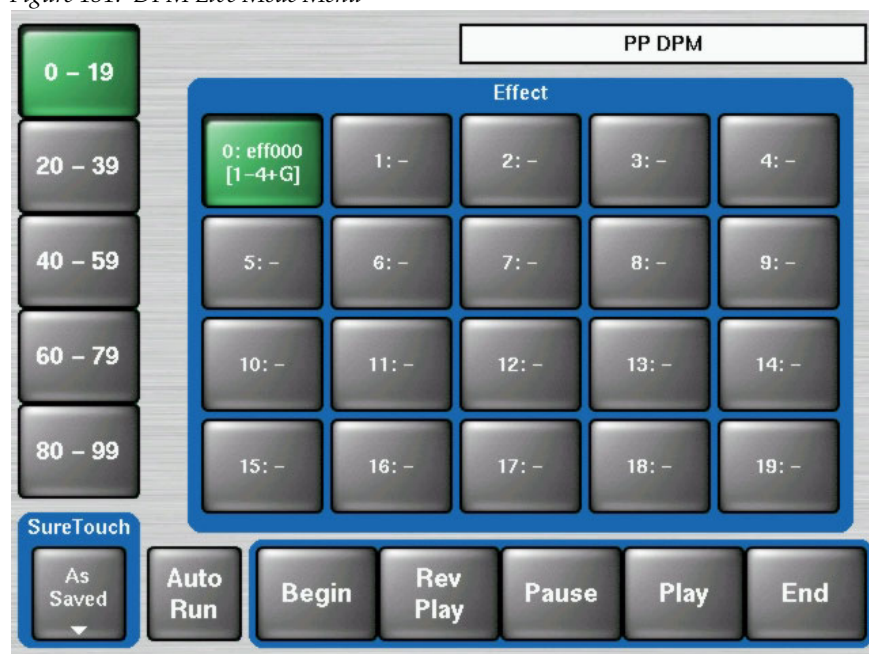 PP DPM
0 – 19
20 – 39
40 – 59
60 – 79
80 – 99
Effect
0: eff000
[1–4+G]
1: –
2: –
3: –
4: –
5: –
6: –
7: –
8: –
9: –
10: –
11: –
12: –
13: –
14: –
15: –
16: –
17: –
18: –
19: –
SureTouch
As
Saved
Auto
Run
Begin
Rev
Play
Pause
Play
End